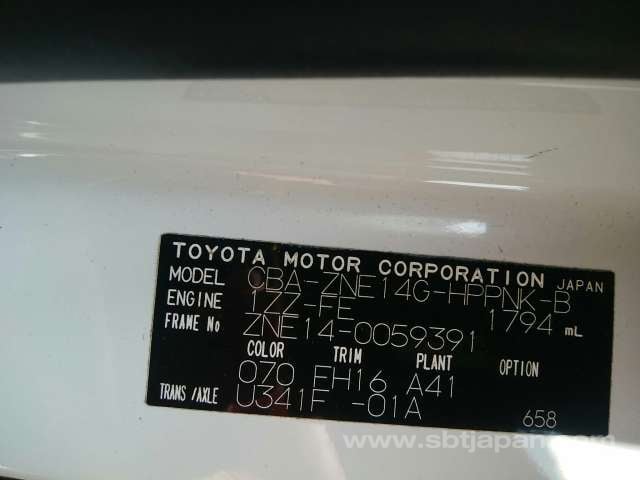 TOYOTA MOTOR CORPORATION JAPAN
MODEL CBA-ZNE14G-HPPNK-B
ENGINE 1ZZ-FE 1794 mL
FRAME No ZNE14-0059391
COLOR TRIM PLANT OPTION
070 FH16 A41
TRANS/AXLE U341F -01A 658
www.sbtjapan.com